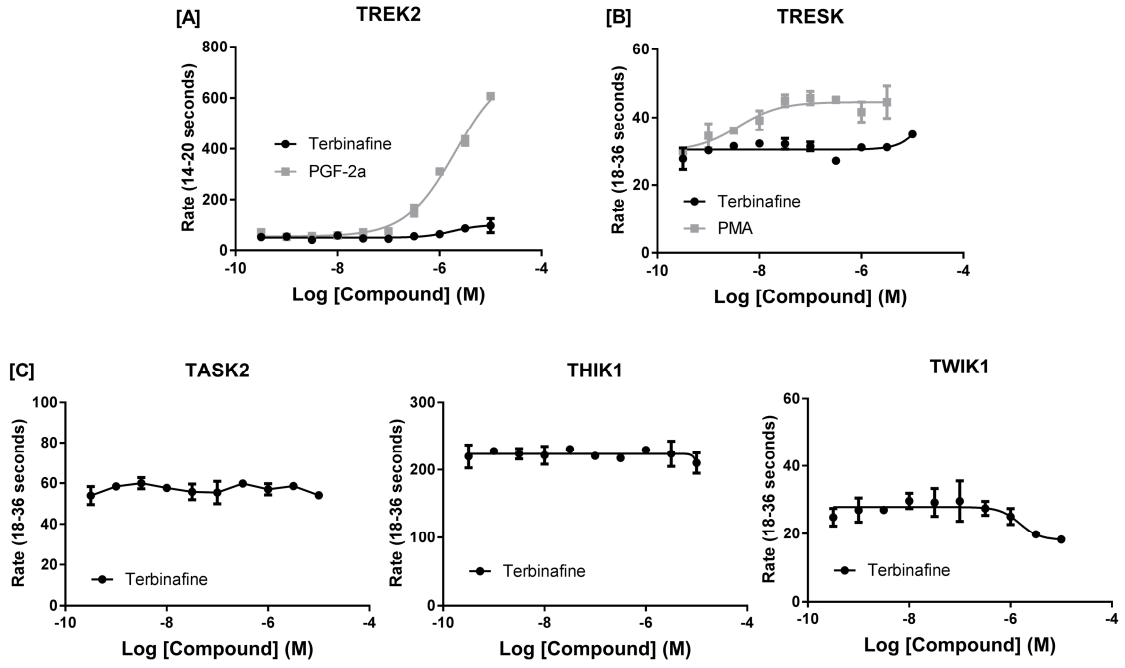 [A]
TREK2
Rate (14-20 seconds)
800
600
400
200
0
Terbinafine
PGF-2a
-10
-8
-6
-4
Log [Compound] (M)
[B]
TRESK
Rate (18-36 seconds)
60
40
20
0
Terbinafine
PMA
-10
-8
-6
-4
Log [Compound] (M)
[C]
TASK2
Rate (18-36 seconds)
100
80
60
40
20
0
Terbinafine
-10
-8
-6
-4
Log [Compound] (M)
THIK1
Rate (18-36 seconds)
300
200
100
0
Terbinafine
-10
-8
-6
-4
Log [Compound] (M)
TWIK1
Rate (18-36 seconds)
60
40
20
0
Terbinafine
-10
-8
-6
-4
Log [Compound] (M)